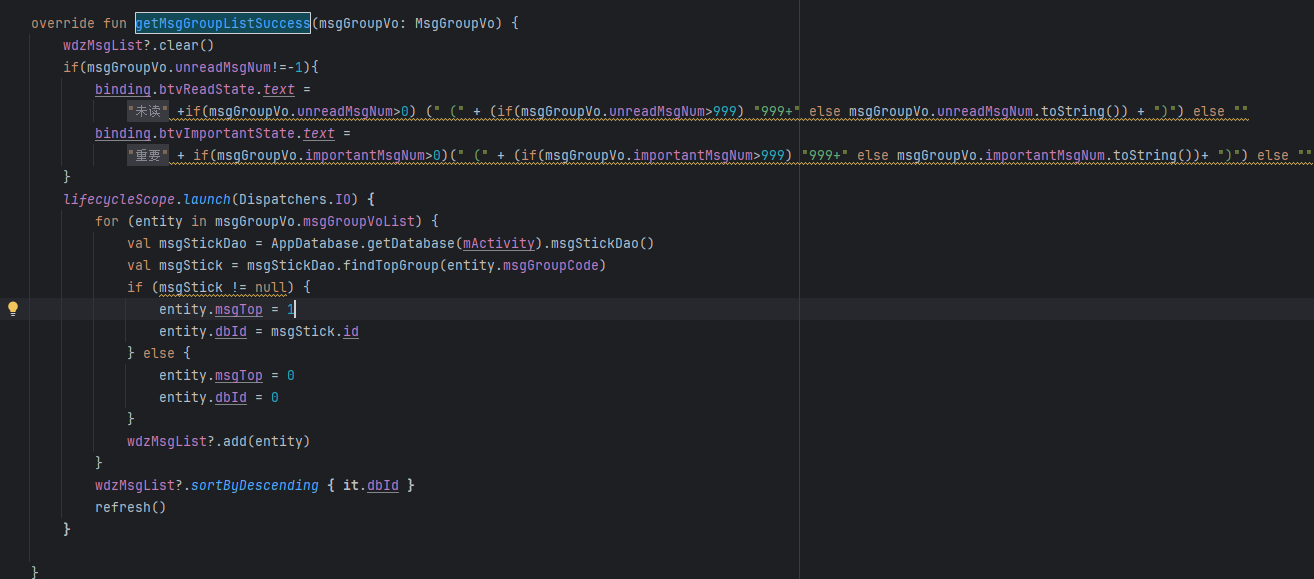 override fun getMsgGroupListSuccess(msgGroupVo: MsgGroupVo) {
wdzMsgList?.clear()
if(msgGroupVo.unreadMsgNum!=-1){
binding.btvReadState.text =
"未读" +if(msgGroupVo.unreadMsgNum>0) (" (" + (if(msgGroupVo.unreadMsgNum>999) "999+" else msgGroupVo.unreadMsgNum.toString()) + ")") else ""
binding.btvImportantState.text =
"重要" + if(msgGroupVo.importantMsgNum>0)(" (" + (if(msgGroupVo.importantMsgNum>999) "999+" else msgGroupVo.importantMsgNum.toString())+ ")") else ""
}
lifecycleScope.launch(Dispatchers.IO) {
for (entity in msgGroupVo.msgGroupVoList) {
val msgStickDao = AppDatabase.getDatabase(mActivity).msgStickDao()
val msgStick = msgStickDao.findTopGroup(entity.msgGroupCode)
if (msgStick != null) {
entity.msgTop = 1
entity.dbId = msgStick.id
} else {
entity.msgTop = 0
entity.dbId = 0
}
wdzMsgList?.add(entity)
}
wdzMsgList?.sortByDescending { it.dbId }
refresh()
}
}